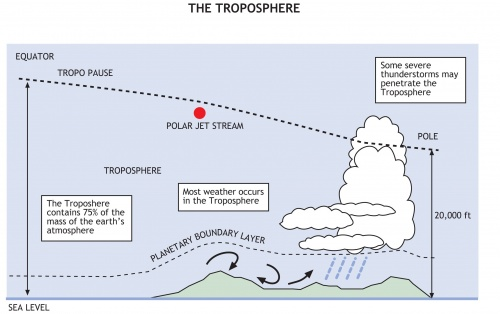 THE TROPOSPHERE
EQUATOR
TROPO PAUSE
Some severe
thunderstorms may
penetrate the
Troposphere
POLAR JET STREAM
POLE
TROPOSPHERE
Most weather occurs
in the Troposphere
The Troposhere
contains 75% of the
mass of the earth's
atmosphere
20,000 ft
PLANETARY BOUNDARY LAYER
SEA LEVEL